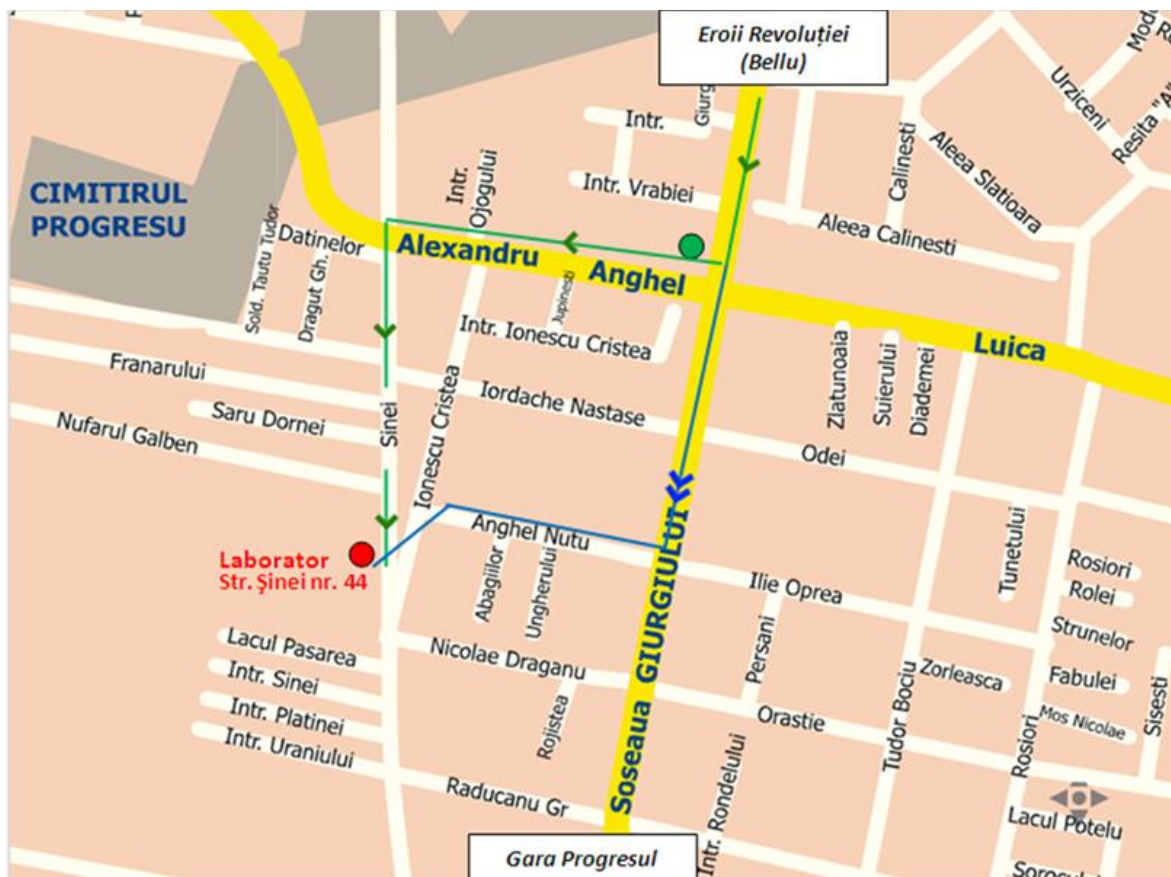 Eroii Revoluției
(Bellu)
Urziceni
Intr.
Calinesti
Aleea Slatioara
Intr. Vrabiei
Aleea Calinesti
Intr.
Ojogului
CIMITIRUL
PROGRESU
Sold. Tautu Tudor
Datinelor
Dragut Gh.
Alexandru
Anghel
Luica
Jupinesti
Intr. Ionescu Cristea
Zlatunoaia
Suierului
Diademei
Franarului
Saru Dornei
Nufarul Galben
Sinei
Ionescu Cristea
Iordache Nastase
Odei
Anghel Nutu
Abagiilor
Ungherului
Laborator
Str. Șinei nr. 44
Soseaua GIURGIULUI
Ilie Oprea
Tunetului
Rosiori
Rolei
Strunelor
Fabulei
Mos Nicolae
Sisesti
Zorleasca
Persani
Tudor Bociu
Rosiori
Lacul Pasarea
Intr. Sinei
Intr. Platinei
Intr. Uraniului
Nicolae Draganu
Rojistea
Orastie
Raducanu Gr
Intr. Rondelului
Lacul Potelu
Gara Progresul